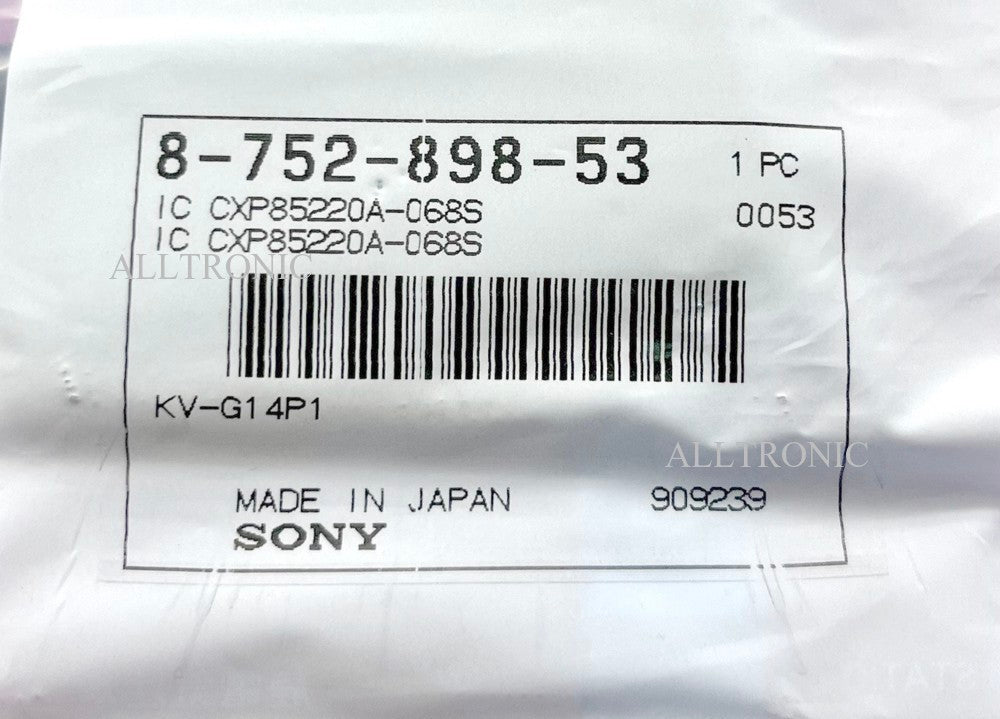 8-752-898-53 1 PC
IC CXP85220A-068S 0053
IC CXP85220A-068S
ALLTRONIC
KV-G14P1
ALLTRONIC
MADE IN JAPAN 909239
SONY